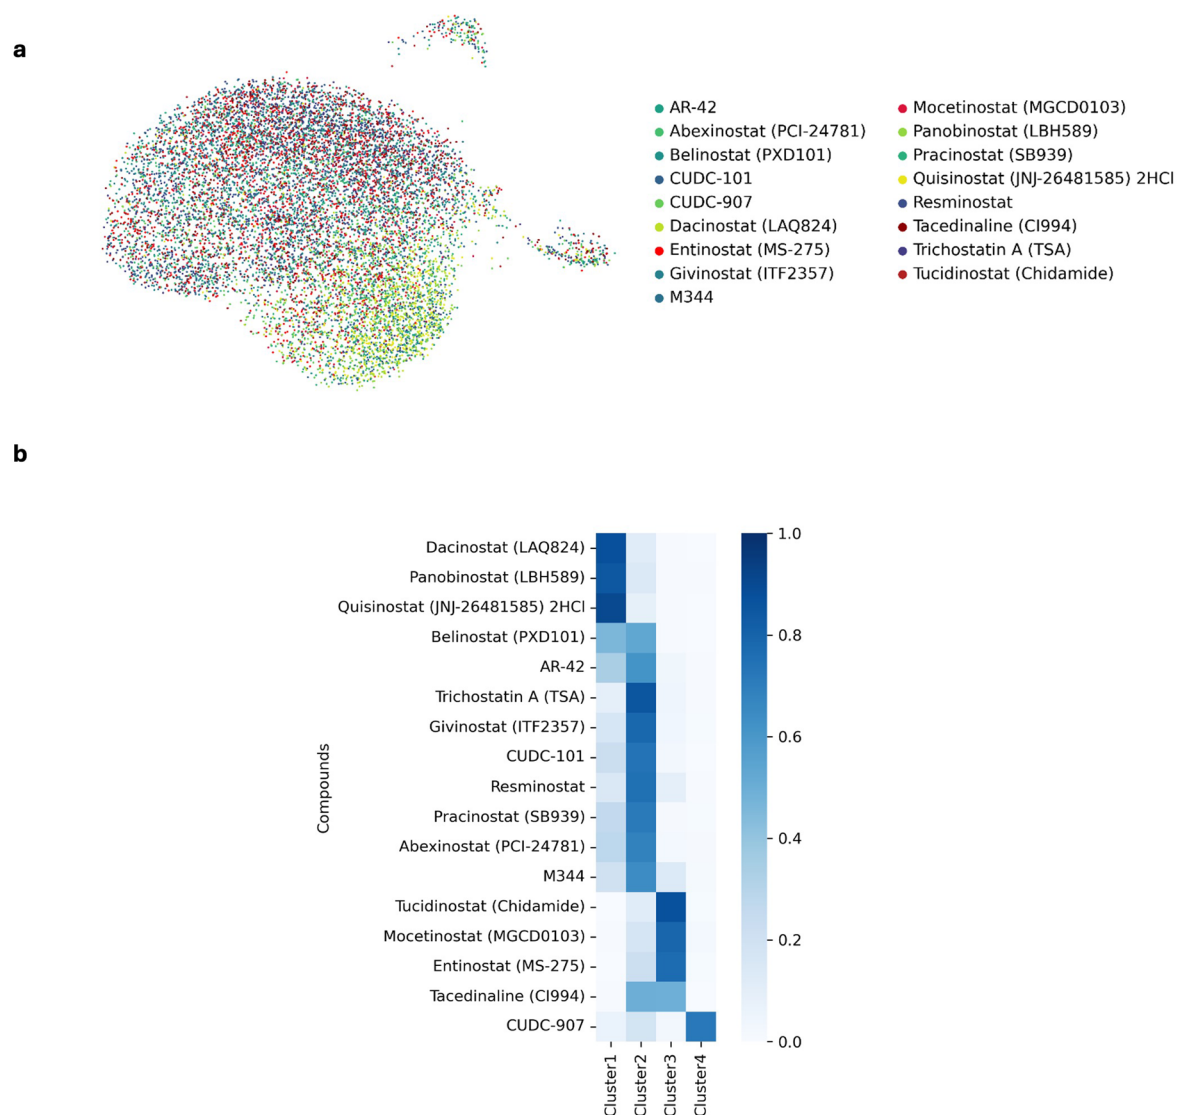 a
AR-42
Abexinostat (PCI-24781)
Belinostat (PXD101)
CUDC-101
CUDC-907
Dacinostat (LAQ824)
Entinostat (MS-275)
Givinostat (ITF2357)
M344
Mocetinostat (MGCD0103)
Panobinostat (LBH589)
Pracinostat (SB939)
Quisinostat (JNJ-26481585) 2HCl
Resminostat
Tacedinaline (CI994)
Trichostatin A (TSA)
Tucidinostat (Chidamide)
b
Compounds
Dacinostat (LAQ824)
Panobinostat (LBH589)
Quisinostat (JNJ-26481585) 2HCl
Belinostat (PXD101)
AR-42
Trichostatin A (TSA)
Givinostat (ITF2357)
CUDC-101
Resminostat
Pracinostat (SB939)
Abexinostat (PCI-24781)
M344
Tucidinostat (Chidamide)
Mocetinostat (MGCD0103)
Entinostat (MS-275)
Tacedinaline (CI994)
CUDC-907
Cluster1
Cluster2
Cluster3
Cluster4
1.0
0.8
0.6
0.4
0.2
0.0